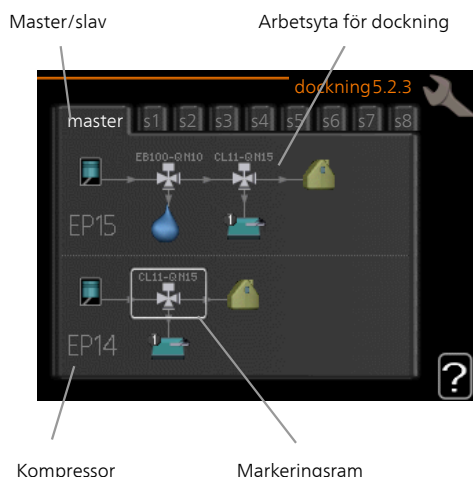 Master/slav
Arbetsyta för dockning
dockning 5.2.3
master s1 s2 s3 s4 s5 s6 s7 s8
EB100-QN10 CL11-QN15
EP15
1
CL11-QN15
EP14
1
?
Kompressor
Markeringsram